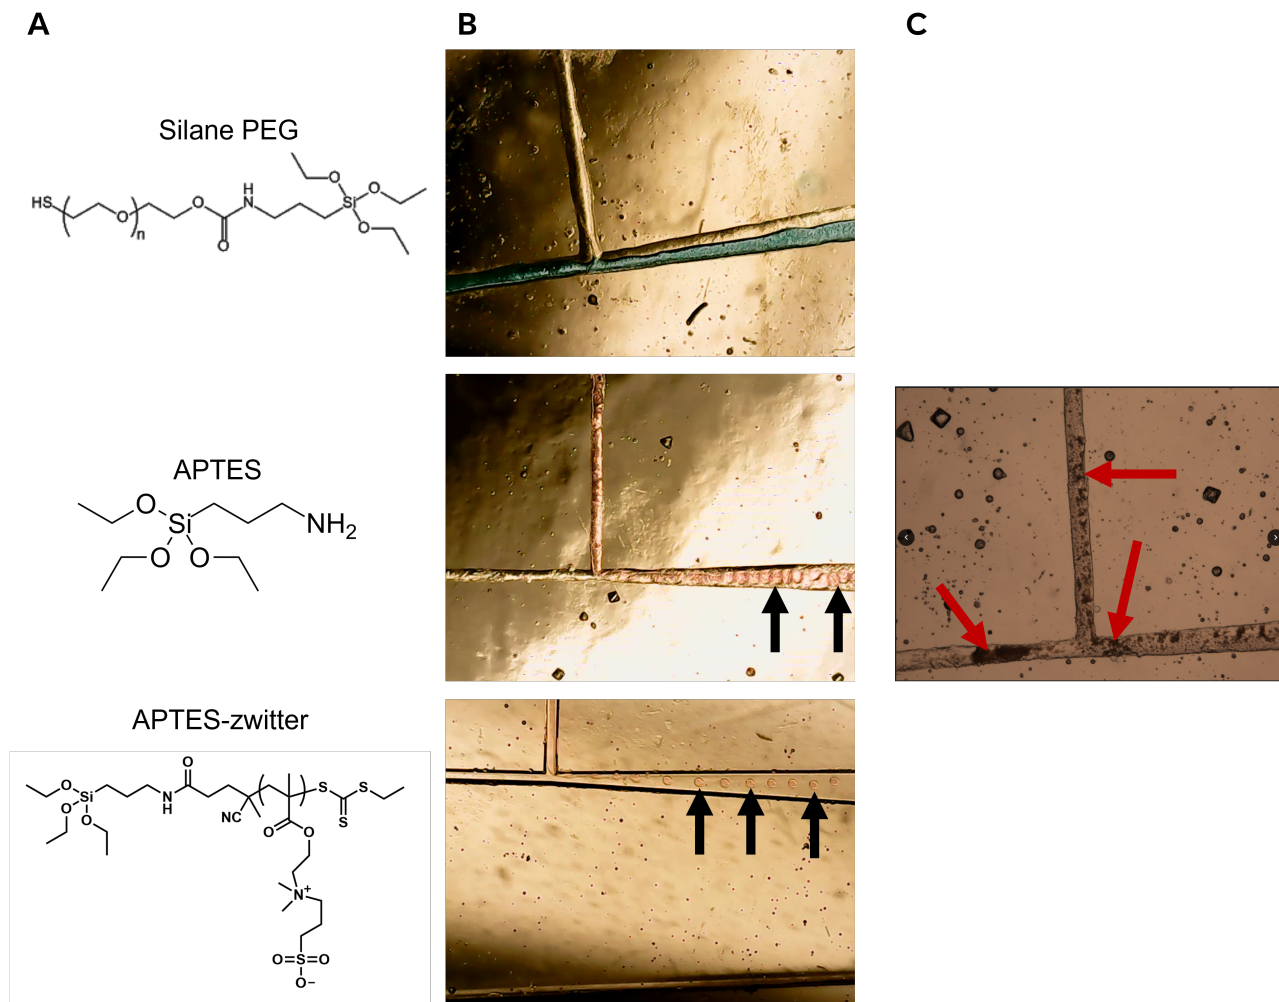 A
B
C
Silane PEG
HS
O
n
O
O
H
N
Si
O
O
O
APTES
O
Si
O
O
NH2
APTES-zwitter
O
Si
O
O
N
H
O
NC
S
S
S
O
O
N+
O=S=O
O−